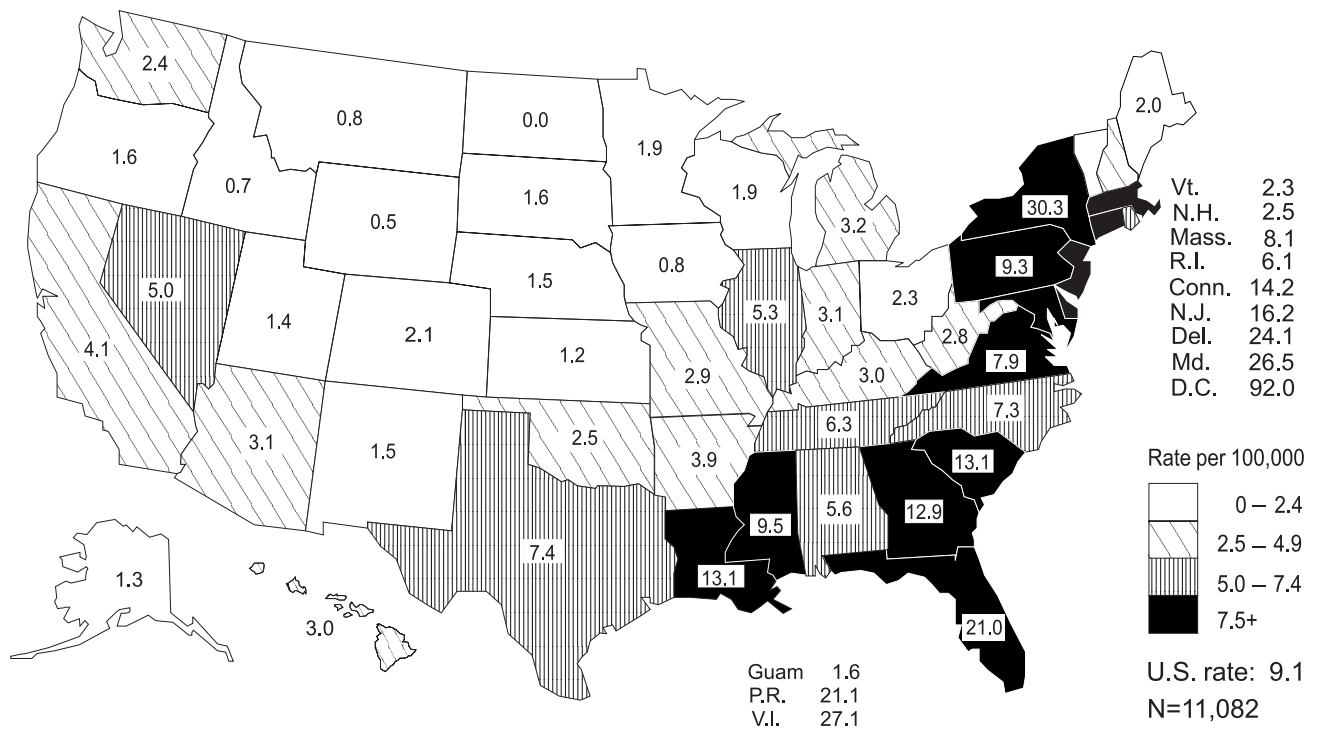 2.4
0.8
0.0
1.9
2.0
1.6
0.7
0.5
1.6
1.9
3.2
30.3
9.3
5.0
1.4
2.1
1.5
0.8
5.3
3.1
2.3
2.8
7.9
4.1
3.1
1.5
1.2
2.5
2.9
3.9
3.0
6.3
7.3
13.1
12.9
5.6
9.5
13.1
7.4
21.0
1.3
3.0
Vt. 2.3
N.H. 2.5
Mass. 8.1
R.I. 6.1
Conn. 14.2
N.J. 16.2
Del. 24.1
Md. 26.5
D.C. 92.0
Rate per 100,000
0 – 2.4
2.5 – 4.9
5.0 – 7.4
7.5+
U.S. rate: 9.1
N=11,082
Guam 1.6
P.R. 21.1
V.I. 27.1